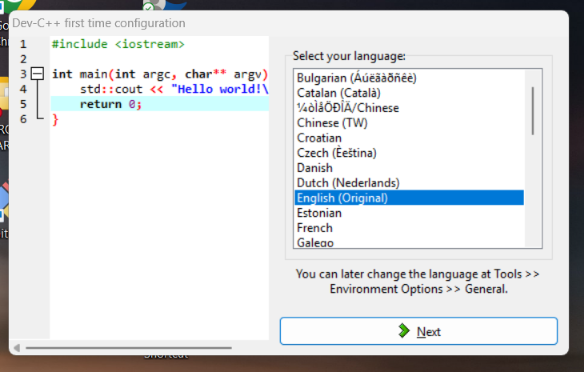 Dev-C++ first time configuration
1 #include <iostream>
2
3 int main(int argc, char** argv)
4 std::cout << "Hello world!\
5 return 0;
6 }
Select your language:
Bulgarian (Áúëãàðñêè)
Catalan (Català)
¼òÌåÖÐÎÄ/Chinese
Chinese (TW)
Croatian
Czech (Èeština)
Danish
Dutch (Nederlands)
English (Original)
Estonian
French
Galego
You can later change the language at Tools >>
Environment Options >> General.
Next